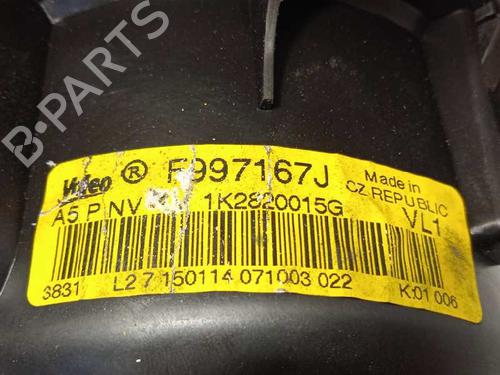 B-PARTS
Valeo ® F997167J Made in
CZ REPUBLIC
A5 P NV 1K2820015G VL1
3831 L2 7 150114 071003 022 K:01 006